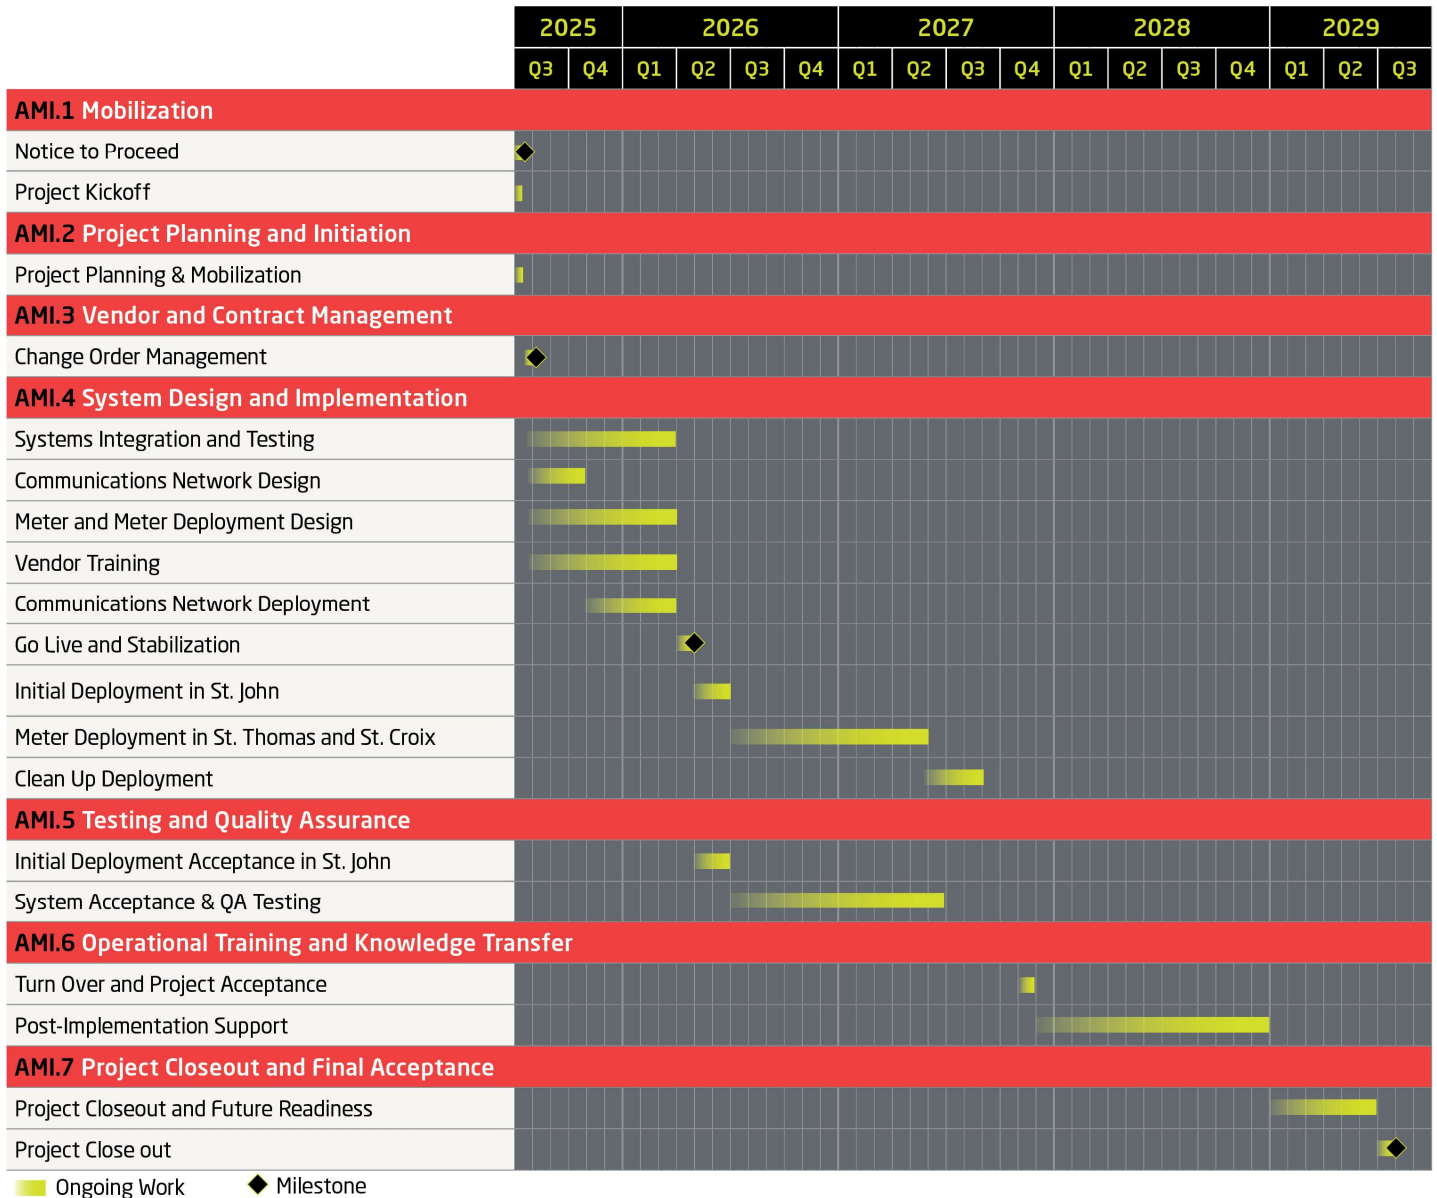 2025 2026 2027 2028 2029
Q3 Q4 Q1 Q2 Q3 Q4 Q1 Q2 Q3 Q4 Q1 Q2 Q3 Q4 Q1 Q2 Q3
AMI.1 Mobilization
Notice to Proceed
Project Kickoff
AMI.2 Project Planning and Initiation
Project Planning & Mobilization
AMI.3 Vendor and Contract Management
Change Order Management
AMI.4 System Design and Implementation
Systems Integration and Testing
Communications Network Design
Meter and Meter Deployment Design
Vendor Training
Communications Network Deployment
Go Live and Stabilization
Initial Deployment in St. John
Meter Deployment in St. Thomas and St. Croix
Clean Up Deployment
AMI.5 Testing and Quality Assurance
Initial Deployment Acceptance in St. John
System Acceptance & QA Testing
AMI.6 Operational Training and Knowledge Transfer
Turn Over and Project Acceptance
Post-Implementation Support
AMI.7 Project Closeout and Final Acceptance
Project Closeout and Future Readiness
Project Close out
Ongoing Work Milestone